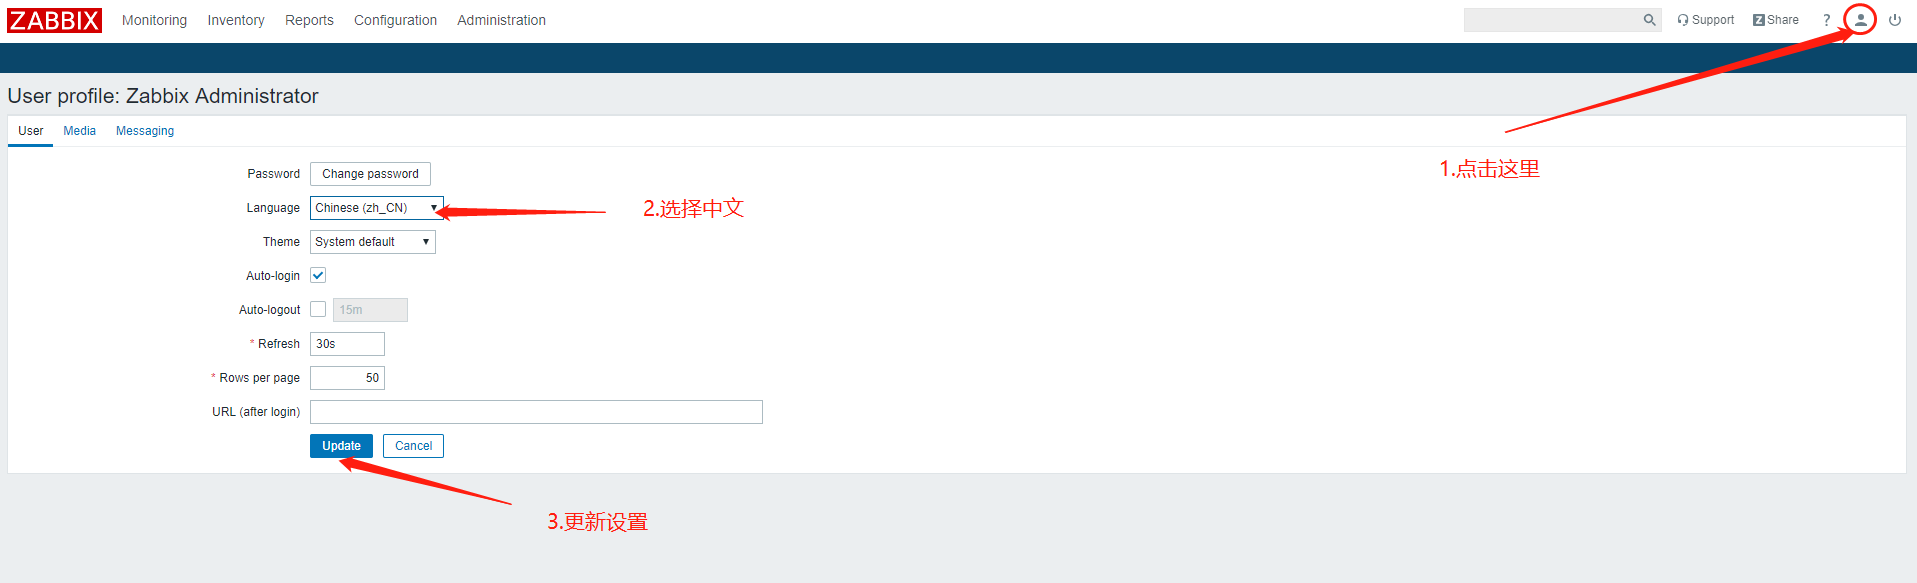 ZABBIX Monitoring Inventory Reports Configuration Administration Support Z Share ?
User profile: Zabbix Administrator
User Media Messaging
1.点击这里
Password Change password
Language Chinese (zh_CN) 2.选择中文
Theme System default
Auto-login
Auto-logout 15m
* Refresh 30s
* Rows per page 50
URL (after login)
Update Cancel
3.更新设置